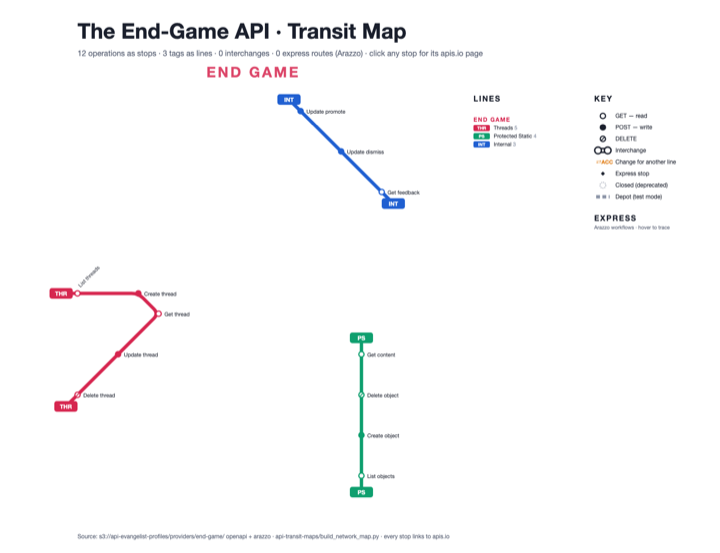 The End-Game API · Transit Map
12 operations as stops · 3 tags as lines · 0 interchanges · 0 express routes (Arazzo) · click any stop for its apis.io page
END GAME
INT
Update promote
Update dismiss
Get feedback
INT
LINES
END GAME
THR Threads 5
PS Protected Static 4
INT Internal 3
KEY
GET — read
POST — write
DELETE
Interchange
Change for another line
Express stop
Closed (deprecated)
Depot (test mode)
EXPRESS
Arazzo workflows · hover to trace
List threads
THR
Create thread
Get thread
Update thread
Delete thread
THR
PS
Get content
Delete object
Create object
List objects
PS
Source: s3://api-evangelist-profiles/providers/end-game/ openapi + arazzo · api-transit-maps/build_network_map.py · every stop links to apis.io